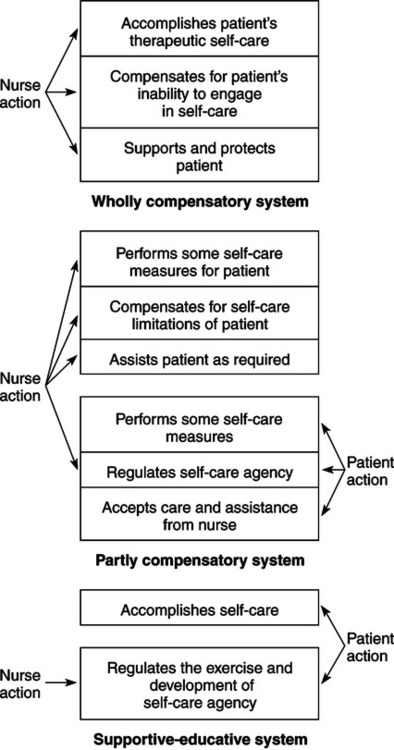 Accomplishes patient's
therapeutic self-care
Nurse
action
Compensates for patient's
inability to engage
in self-care
Supports and protects
patient
Wholly compensatory system
Performs some self-care
measures for patient
Compensates for self-care
limitations of patient
Assists patient as required
Nurse
action
Performs some self-care
measures
Regulates self-care agency
Patient
action
Accepts care and assistance
from nurse
Partly compensatory system
Accomplishes self-care
Patient
action
Nurse
action
Regulates the exercise and
development of
self-care agency
Supportive-educative system